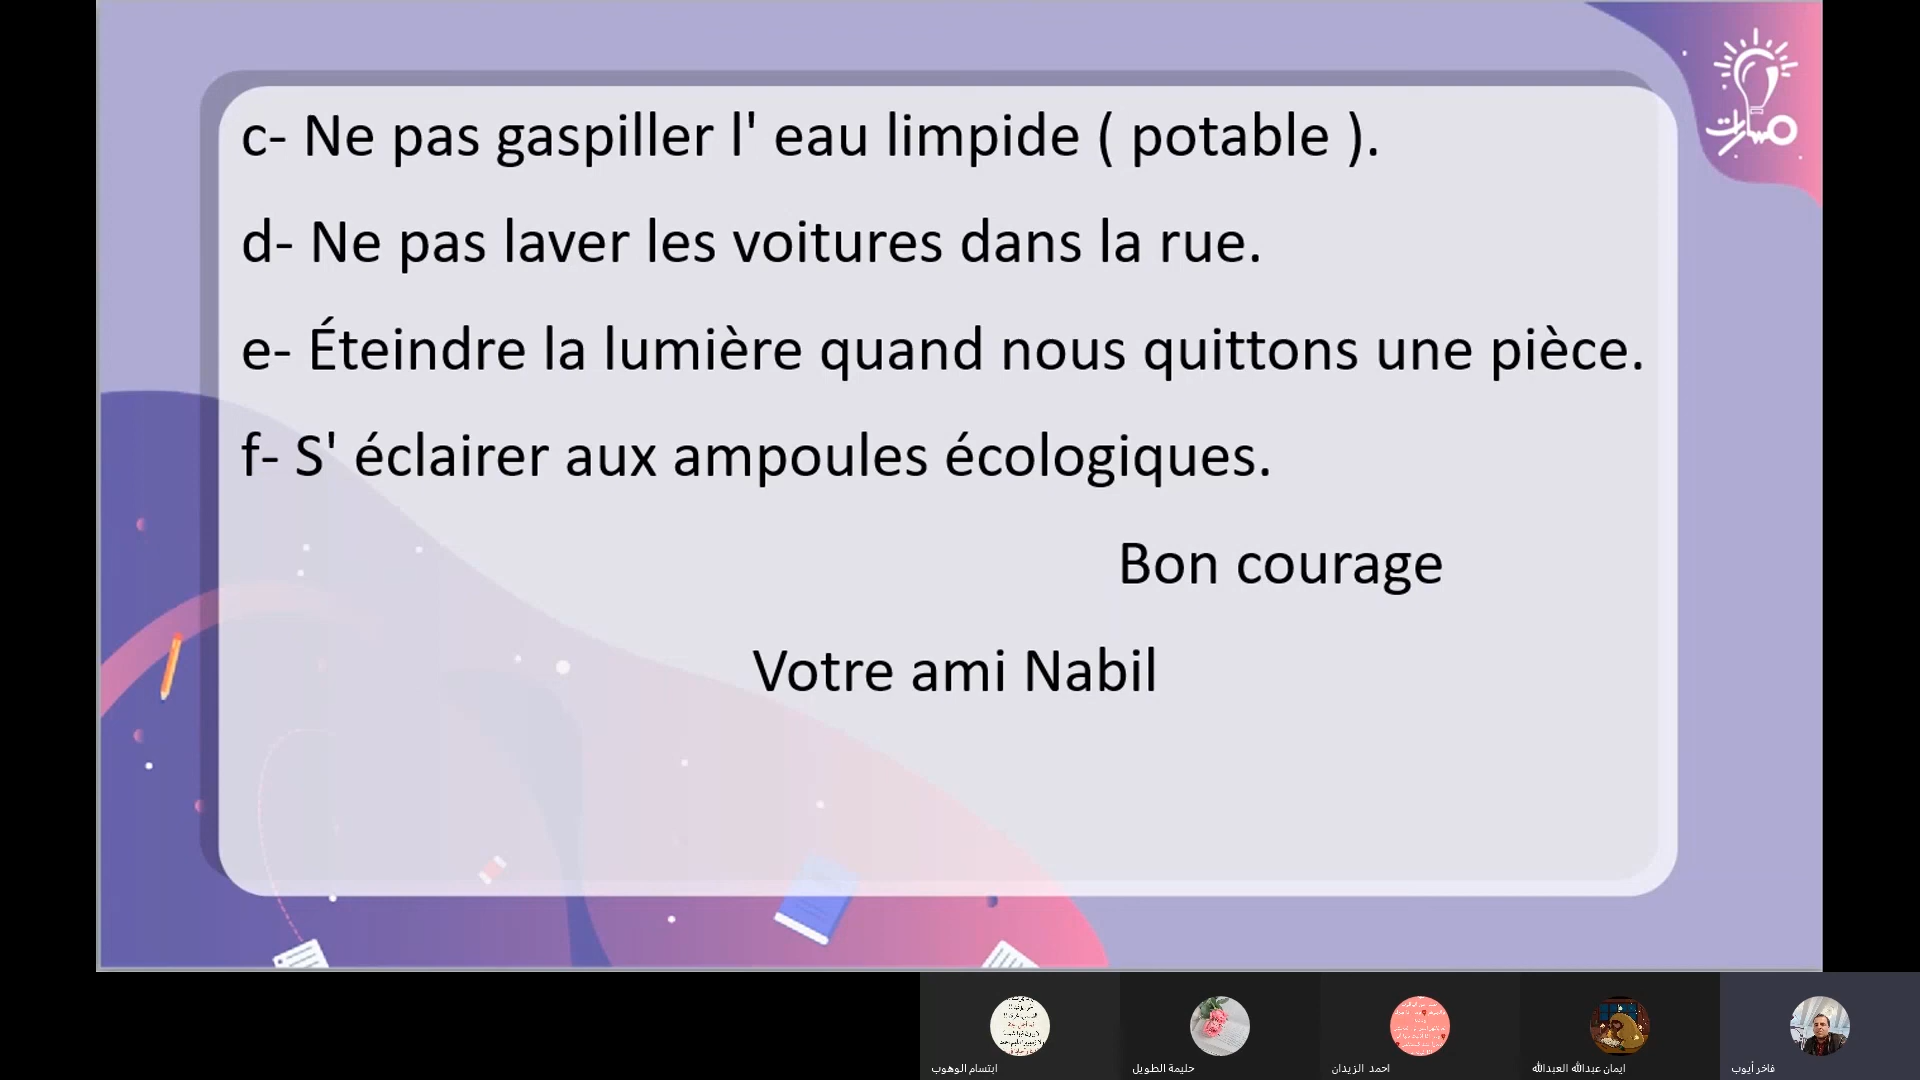 c- Ne pas gaspiller l' eau limpide ( potable ).
d- Ne pas laver les voitures dans la rue.
e- Éteindre la lumière quand nous quittons une pièce.
f- S' éclairer aux ampoules écologiques.
Bon courage
Votre ami Nabil
مسارات
ابتسام الوهوب
حليمة الطويل
احمد الزيدان
ايمان عبدالله العبدالله
فاخر أيوب